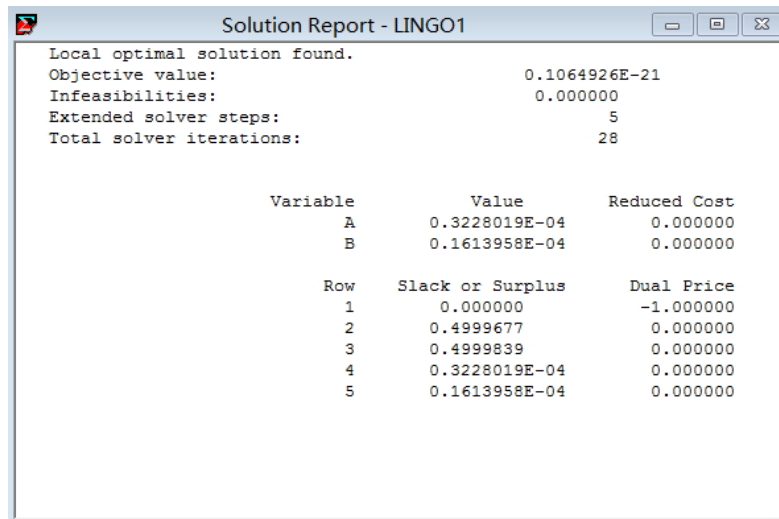 Solution Report - LINGO1
Local optimal solution found.
Objective value: 0.1064926E-21
Infeasibilities: 0.000000
Extended solver steps: 5
Total solver iterations: 28
Variable Value Reduced Cost
A 0.3228019E-04 0.000000
B 0.1613958E-04 0.000000
Row Slack or Surplus Dual Price
1 0.000000 -1.000000
2 0.4999677 0.000000
3 0.4999839 0.000000
4 0.3228019E-04 0.000000
5 0.1613958E-04 0.000000